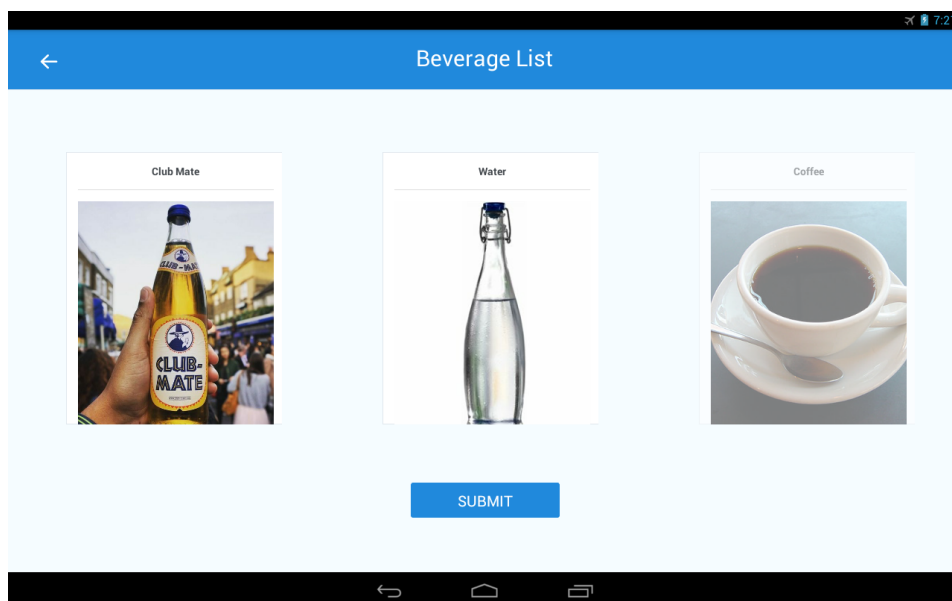 7:27
Beverage List
Club Mate
Water
Coffee
CLUB-MATE
CLUB-
MATE
SUBMIT